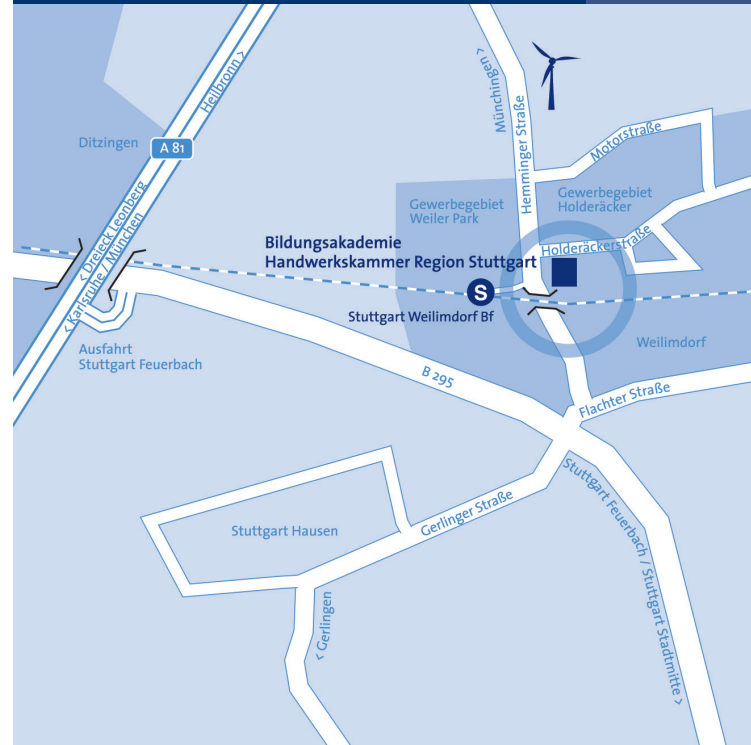 Münchingen >
Heilbronn >
Hemminger Straße
Motorstraße
Ditzingen
A 81
Gewerbegebiet
Weiler Park
Gewerbegebiet
Holderäcker
< Dreieck Leonberg
< Karlsruhe / München
Bildungsakademie
Handwerkskammer Region Stuttgart
Holderäckerstraße
S
Stuttgart Weilimdorf Bf
Weilimdorf
Ausfahrt
Stuttgart Feuerbach
B 295
Flachter Straße
Stuttgart Feuerbach / Stuttgart Stadtmitte >
Gerlinger Straße
Stuttgart Hausen
< Gerlingen